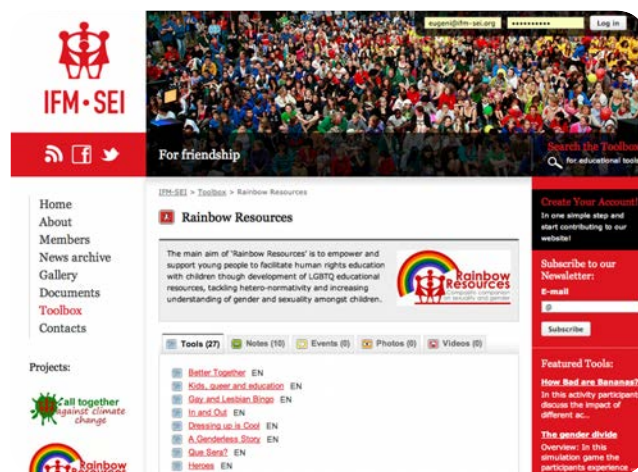 eugeni@ifm-sei.org
••••••••••
Log in
IFM•SEI
For friendship
Search the Toolbox
for educational tools
IFM-SEI > Toolbox > Rainbow Resources
Rainbow Resources
The main aim of 'Rainbow Resources' is to empower and
support young people to facilitate human rights education
with children though development of LGBTQ educational
resources, tackling hetero-normativity and increasing
understanding of gender and sexuality amongst children.
Rainbow
Resources
Compasito companion
on sexuality and gender
Home
About
Members
News archive
Gallery
Documents
Toolbox
Contacts
Projects:
all together
against climate
change
Rainbow
Tools (27)
Notes (10)
Events (0)
Photos (0)
Videos (0)
Better Together EN
Kids, queer and education EN
Gay and Lesbian Bingo EN
In and Out EN
Dressing up is Cool EN
A Genderless Story EN
Que Sera? EN
Heroes EN
Create Your Account!
In one simple step and
start contributing to our
website!
Subscribe to our
Newsletter:
E-mail
@
Subscribe
Featured Tools:
How Bad are Bananas?
In this activity participants
discuss the impact of
different ac..
The gender divide
Overview: In this
simulation game the
participants experience